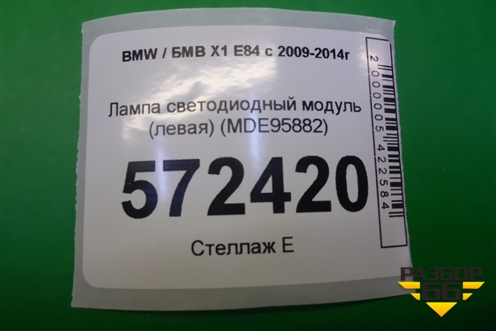 BMW / БМВ X1 E84 с 2009-2014г
Лампа светодиодный модуль
(левая) (MDE95882)
572420
Стеллаж Е
2000005422584
РАЗБОР
66